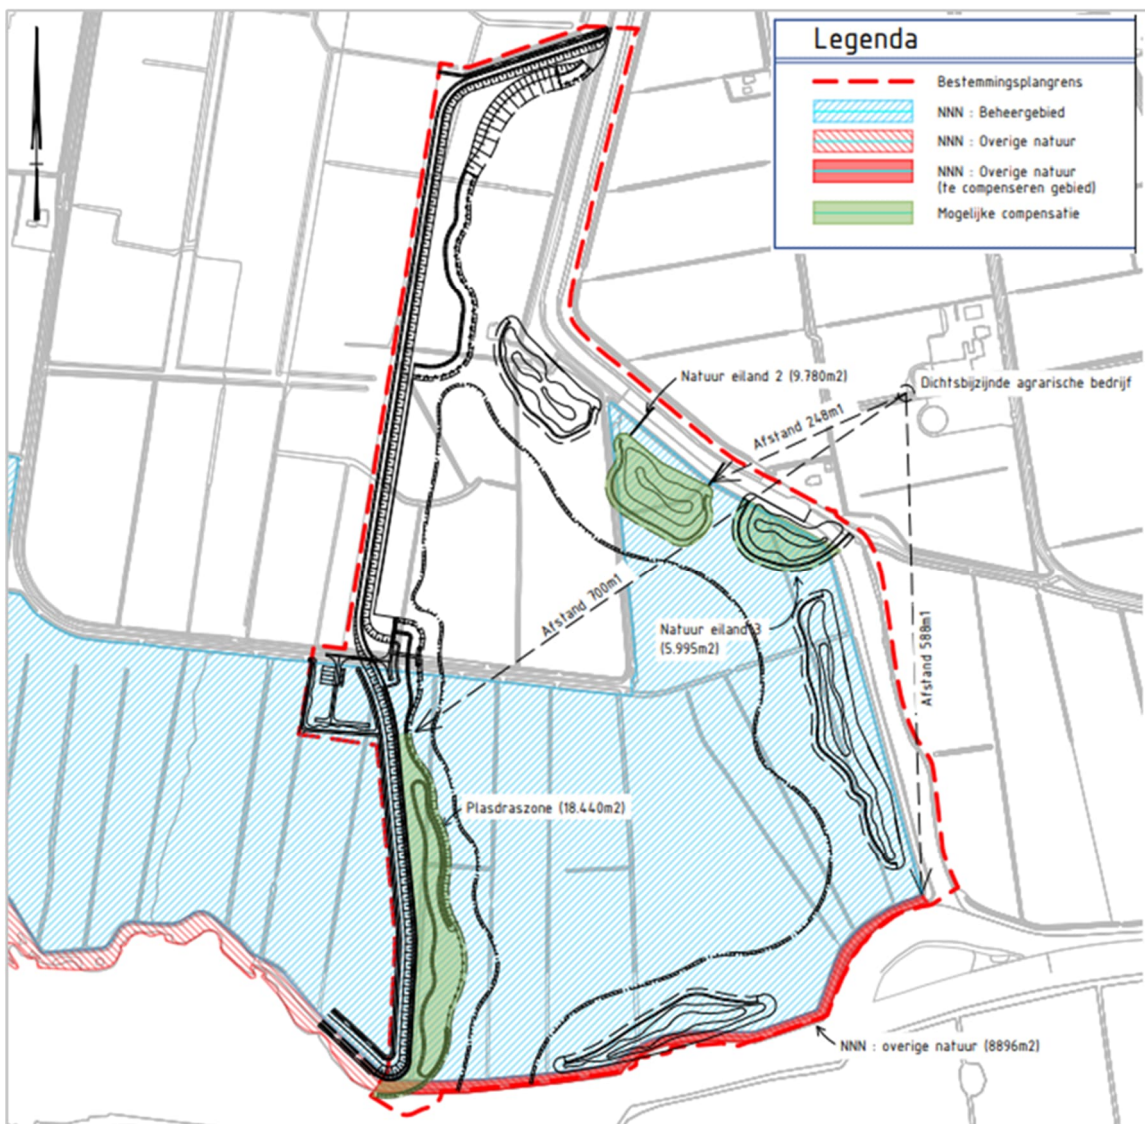 Legenda
Bestemmingsplangrens
NNN : Beheergebied
NNN : Overige natuur
NNN : Overige natuur
(te compenseren gebied)
Mogelijke compensatie
Natuur eiland 2 (9.780m2)
Dichtsbijzijnde agrarische bedrijf
Afstand 248m1
Afstand 700m1
Natuur eiland 3
(5.995m2)
Afstand 588m1
Plasdraszone (18.440m2)
NNN : overige natuur (8896m2)